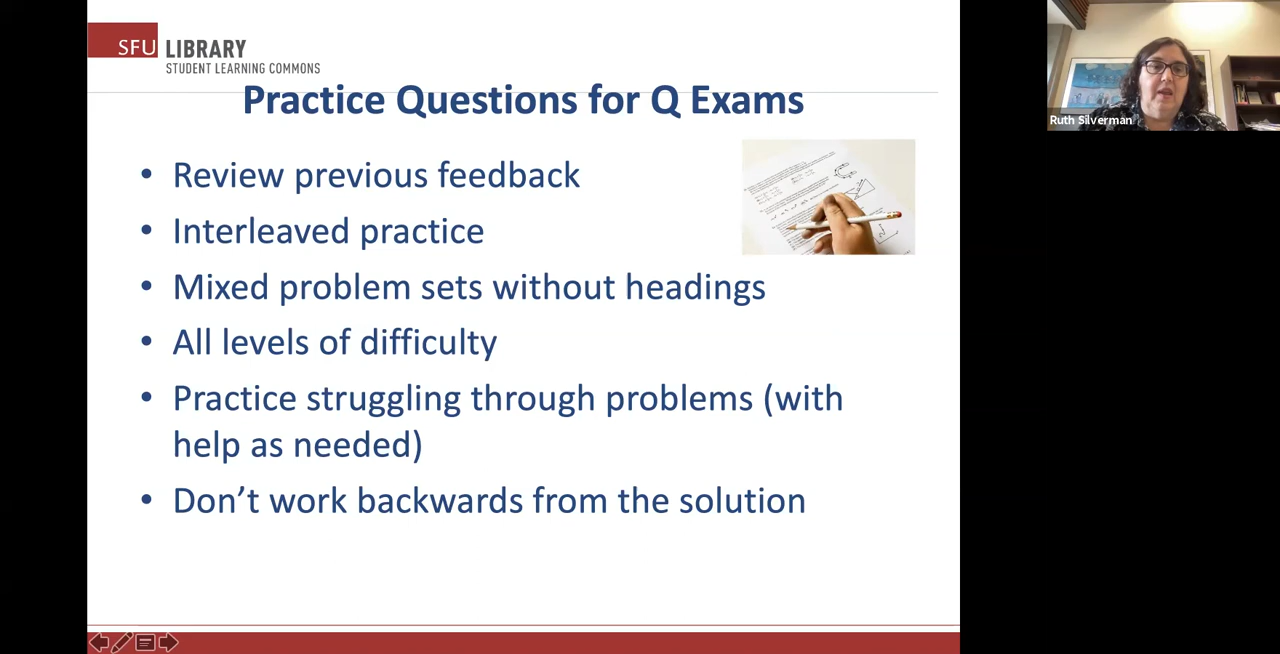 SFU LIBRARY
STUDENT LEARNING COMMONS
Practice Questions for Q Exams
• Review previous feedback
• Interleaved practice
• Mixed problem sets without headings
• All levels of difficulty
• Practice struggling through problems (with
help as needed)
• Don’t work backwards from the solution
Ruth Silverman